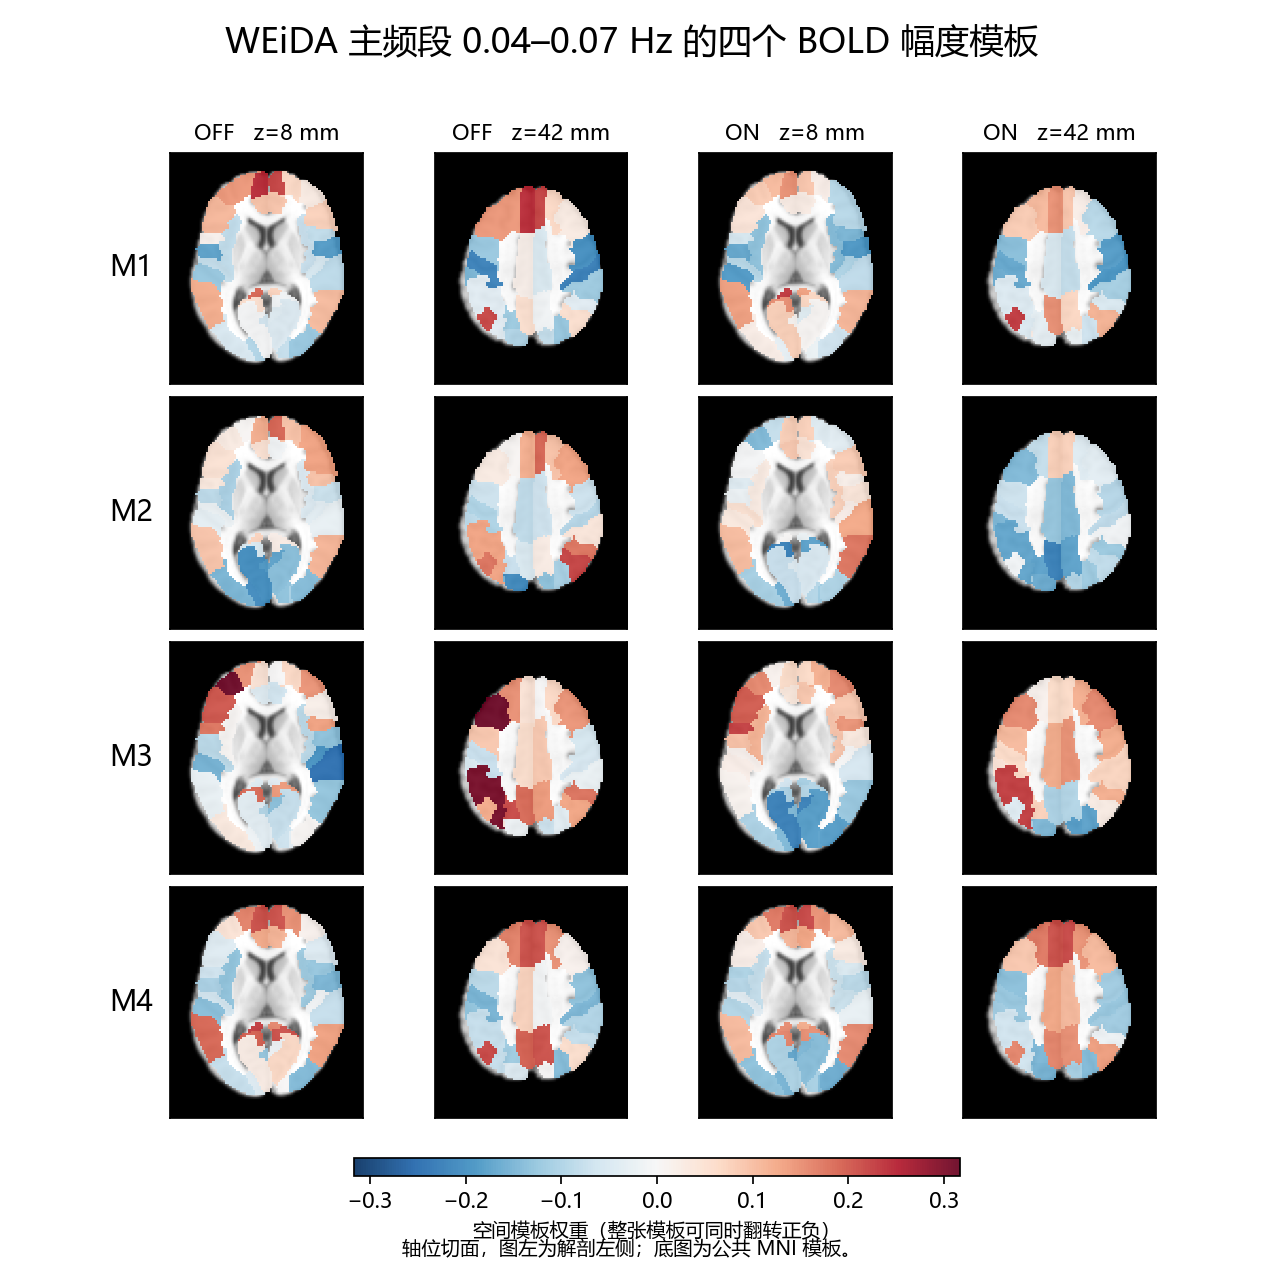 WEiDA 主频段 0.04–0.07 Hz 的四个 BOLD 幅度模板
OFF z=8 mm
OFF z=42 mm
ON z=8 mm
ON z=42 mm
M1
M2
M3
M4
−0.3
−0.2
−0.1
0.0
0.1
0.2
0.3
空间模板权重（整张模板可同时翻转正负）
轴位切面，图左为解剖左侧；底图为公共 MNI 模板。